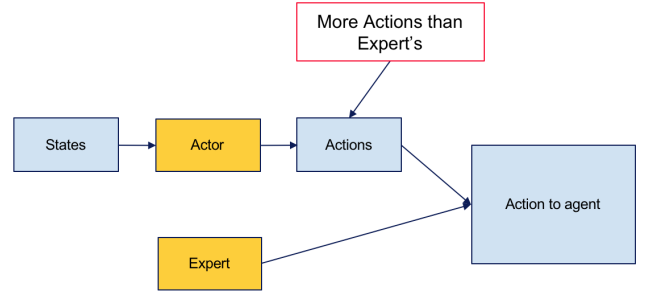 More Actions than
Expert's
States
Actor
Actions
Action to agent
Expert